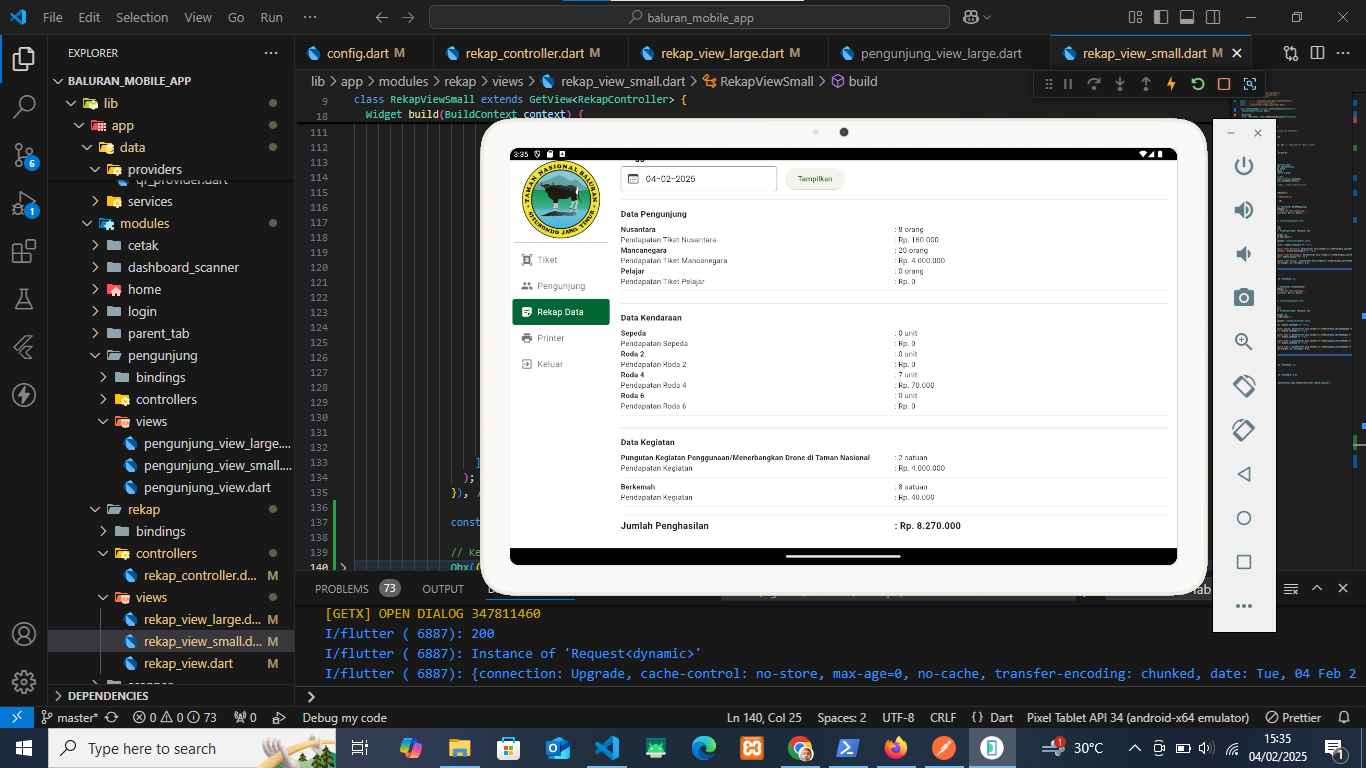 File Edit Selection View Go Run ··· baluran_mobile_app
EXPLORER
BALURAN_MOBILE_APP
lib
app
data
providers
qr_provider.dart
services
modules
cetak
dashboard_scanner
home
login
parent_tab
pengunjung
bindings
controllers
views
pengunjung_view_large....
pengunjung_view_small....
pengunjung_view.dart
rekap
bindings
controllers
rekap_controller.d... M
views
rekap_view_large.d... M
rekap_view_small.d... M
rekap_view.dart M
DEPENDENCIES
config.dart M rekap_controller.dart M rekap_view_large.dart M pengunjung_view_large.dart rekap_view_small.dart M
lib > app > modules > rekap > views > rekap_view_small.dart > RekapViewSmall > build
9 class RekapViewSmall extends GetView<RekapController> {
18 Widget build(BuildContext context) {
111
112
113
114
115
116
117
118
119
120
121
122
123
124
125
126
127
128
129
130
131
132
133 ]
134 );
135 }), /
136
137 const
138
139 // Ke
140 Obx((
3:35
TAMAN NASIONAL BALURAN
SITUBONDO JAWA TIMUR
Tiket
Pengunjung
Rekap Data
Printer
Keluar
04-02-2025 Tampilkan
Data Pengunjung
Nusantara : 8 orang
Pendapatan Tiket Nusantara : Rp. 160.000
Mancanegara : 20 orang
Pendapatan Tiket Mancanegara : Rp. 4.000.000
Pelajar : 0 orang
Pendapatan Tiket Pelajar : Rp. 0
Data Kendaraan
Sepeda : 0 unit
Pendapatan Sepeda : Rp. 0
Roda 2 : 0 unit
Pendapatan Roda 2 : Rp. 0
Roda 4 : 7 unit
Pendapatan Roda 4 : Rp. 70.000
Roda 6 : 0 unit
Pendapatan Roda 6 : Rp. 0
Data Kegiatan
Pungutan Kegiatan Penggunaan/Menerbangkan Drone di Taman Nasional : 2 satuan
Pendapatan Kegiatan : Rp. 4.000.000
Berkemah : 8 satuan
Pendapatan Kegiatan : Rp. 40.000
Jumlah Penghasilan : Rp. 8.270.000
PROBLEMS 73 OUTPUT
[GETX] OPEN DIALOG 347811460
I/flutter ( 6887): 200
I/flutter ( 6887): Instance of 'Request<dynamic>'
I/flutter ( 6887): {connection: Upgrade, cache-control: no-store, max-age=0, no-cache, transfer-encoding: chunked, date: Tue, 04 Feb 2
master* 0 0 73 0 Debug my code Ln 140, Col 25 Spaces: 2 UTF-8 CRLF {} Dart Pixel Tablet API 34 (android-x64 emulator) Prettier
Type here to search 30°C 15:35
04/02/2025